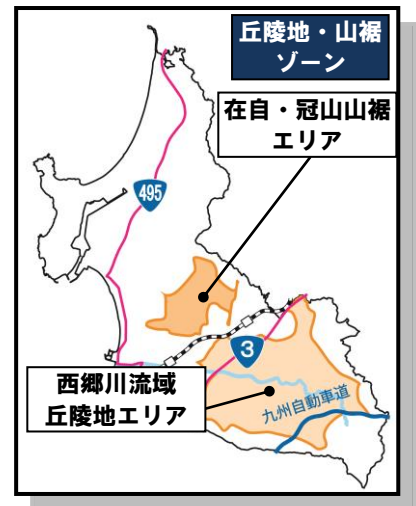 丘陵地・山裾
ゾーン
在自・冠山山裾
エリア
495
3
西郷川流域
丘陵地エリア
九州自動車道